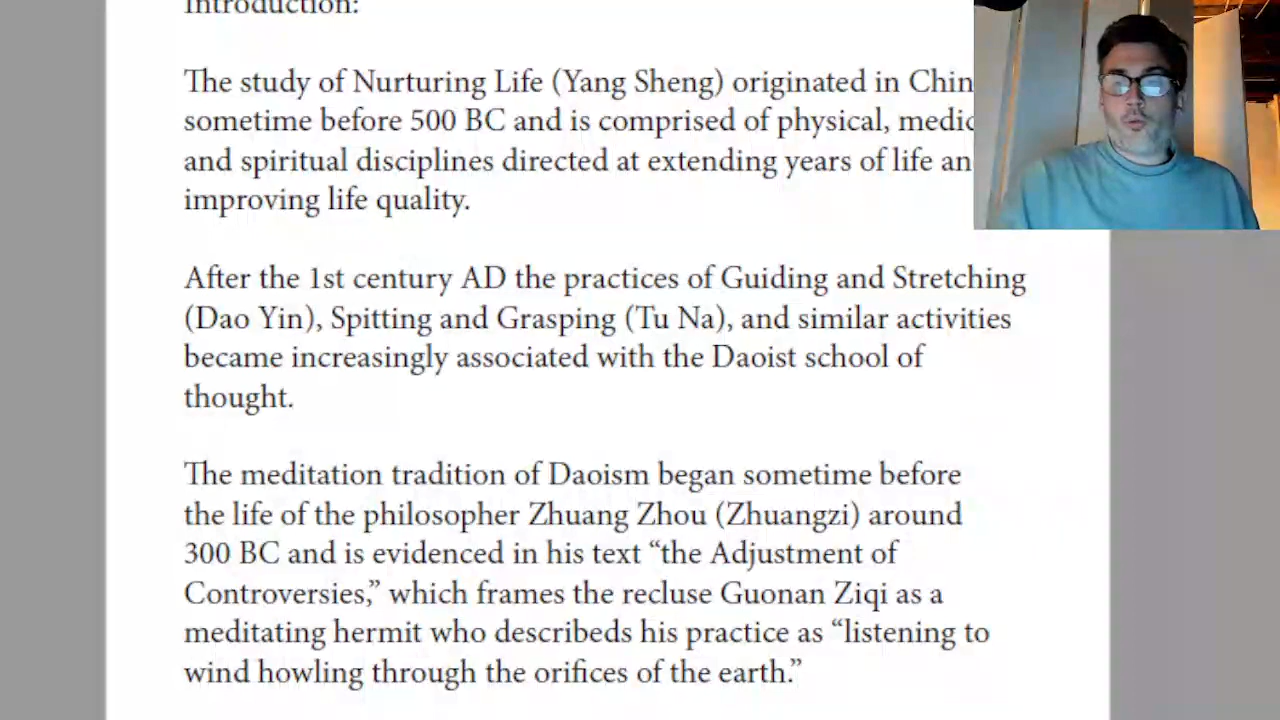 Introduction:
The study of Nurturing Life (Yang Sheng) originated in Chin
sometime before 500 BC and is comprised of physical, medic
and spiritual disciplines directed at extending years of life an
improving life quality.
After the 1st century AD the practices of Guiding and Stretching
(Dao Yin), Spitting and Grasping (Tu Na), and similar activities
became increasingly associated with the Daoist school of
thought.
The meditation tradition of Daoism began sometime before
the life of the philosopher Zhuang Zhou (Zhuangzi) around
300 BC and is evidenced in his text “the Adjustment of
Controversies,” which frames the recluse Guonan Ziqi as a
meditating hermit who describeds his practice as “listening to
wind howling through the orifices of the earth.”